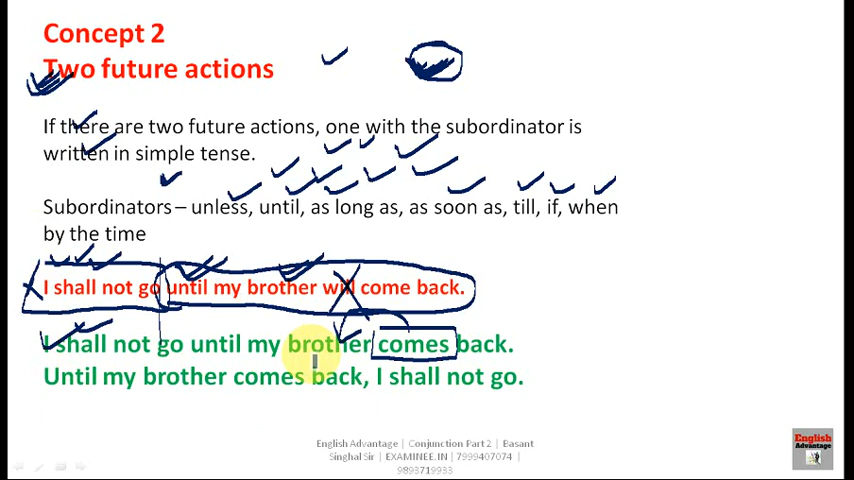 Concept 2
Two future actions
If there are two future actions, one with the subordinator is
written in simple tense.
Subordinators – unless, until, as long as, as soon as, till, if, when
by the time
I shall not go until my brother will come back.
I shall not go until my brother comes back.
Until my brother comes back, I shall not go.
English Advantage | Conjunction Part 2 | Basant
Singhal Sir | EXAMINEE.IN | 7999407074 |
9893719933
English
Advantage